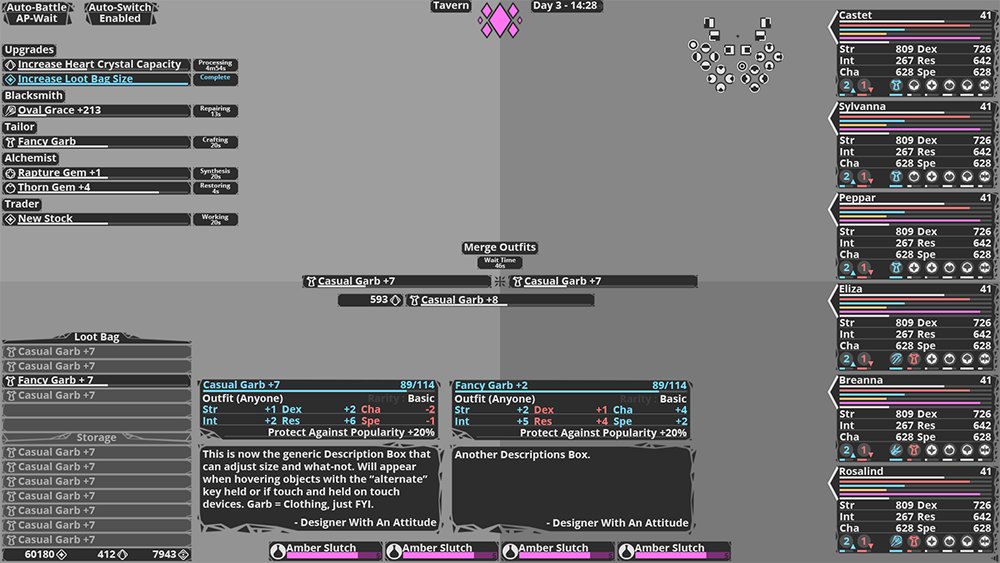 Auto-Battle
AP-Wait
Auto-Switch
Enabled
Tavern
Day 3 - 14:28
Upgrades
Increase Heart Crystal Capacity
Processing
4m54s
Increase Loot Bag Size
Complete
Blacksmith
Oval Grace +213
Repairing
13s
Tailor
Fancy Garb
Crafting
20s
Alchemist
Rapture Gem +1
Synthesis
20s
Thorn Gem +4
Restoring
4s
Trader
New Stock
Working
20s
Merge Outfits
Wait Time
46s
Casual Garb +7
Casual Garb +7
593
Casual Garb +8
Loot Bag
Casual Garb +7
Casual Garb +7
Fancy Garb + 7
Casual Garb +7
Storage
Casual Garb +7
Casual Garb +7
Casual Garb +7
Casual Garb +7
Casual Garb +7
Casual Garb +7
Casual Garb +7
60180 412 7943
Casual Garb +7 89/114
Outfit (Anyone) Rarity : Basic
Str +1 Dex +2 Cha -2
Int +2 Res +6 Spe -1
Protect Against Popularity +20%
This is now the generic Description Box that
can adjust size and what-not. Will appear
when hovering objects with the “alternate”
key held or if touch and held on touch
devices. Garb = Clothing, just FYI.
- Designer With An Attitude
Fancy Garb +2 89/114
Outfit (Anyone) Rarity : Basic
Str +2 Dex +1 Cha +4
Int +5 Res +4 Spe +2
Protect Against Popularity +20%
Another Descriptions Box.
- Designer With An Attitude
Amber Slutch
Amber Slutch
Amber Slutch
Amber Slutch
Castet 41
Str 809 Dex 726
Int 267 Res 642
Cha 628 Spe 628
2 1
Sylvanna 41
Str 809 Dex 726
Int 267 Res 642
Cha 628 Spe 628
2 1
Peppar 41
Str 809 Dex 726
Int 267 Res 642
Cha 628 Spe 628
2 1
Eliza 41
Str 809 Dex 726
Int 267 Res 642
Cha 628 Spe 628
2 1
Breanna 41
Str 809 Dex 726
Int 267 Res 642
Cha 628 Spe 628
2 1
Rosalind 41
Str 809 Dex 726
Int 267 Res 642
Cha 628 Spe 628
2 1